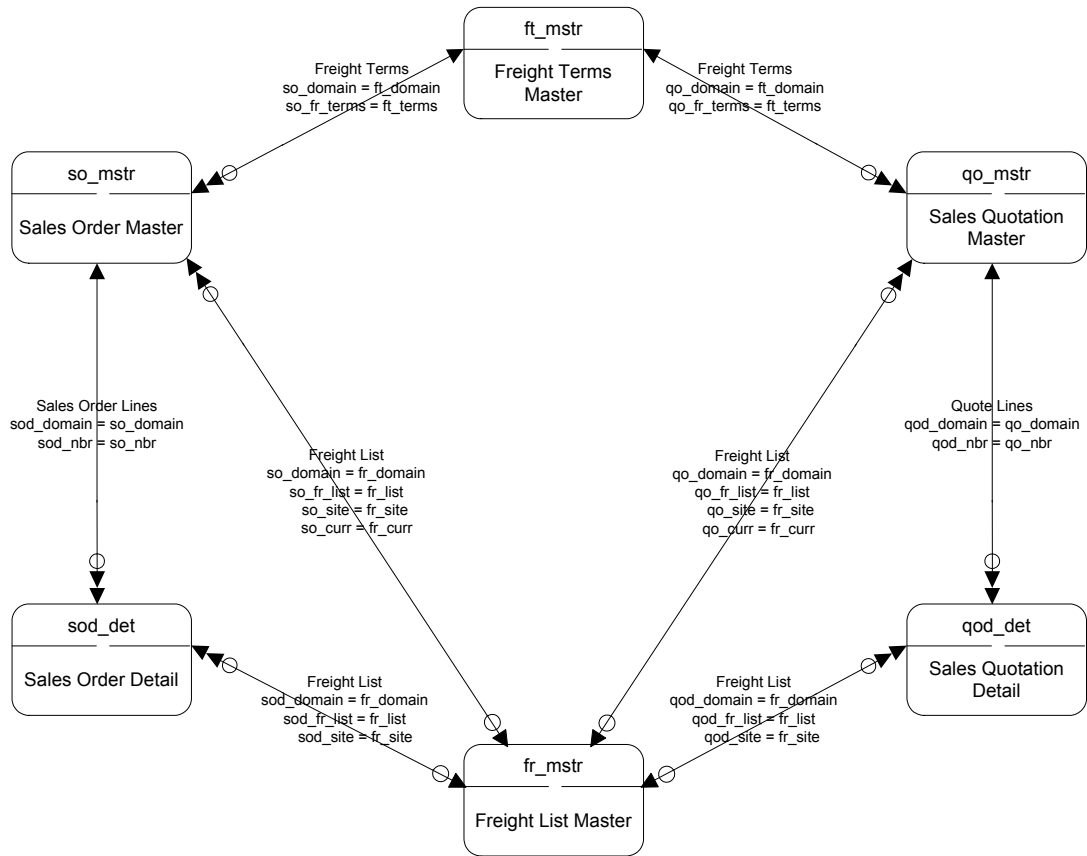 ft_mstr
Freight Terms
Master
Freight Terms
so_domain = ft_domain
so_fr_terms = ft_terms
Freight Terms
qo_domain = ft_domain
qo_fr_terms = ft_terms
so_mstr
Sales Order Master
qo_mstr
Sales Quotation
Master
Sales Order Lines
sod_domain = so_domain
sod_nbr = so_nbr
Quote Lines
qod_domain = qo_domain
qod_nbr = qo_nbr
Freight List
so_domain = fr_domain
so_fr_list = fr_list
so_site = fr_site
so_curr = fr_curr
Freight List
qo_domain = fr_domain
qo_fr_list = fr_list
qo_site = fr_site
qo_curr = fr_curr
sod_det
Sales Order Detail
qod_det
Sales Quotation
Detail
Freight List
sod_domain = fr_domain
sod_fr_list = fr_list
sod_site = fr_site
Freight List
qod_domain = fr_domain
qod_fr_list = fr_list
qod_site = fr_site
fr_mstr
Freight List Master